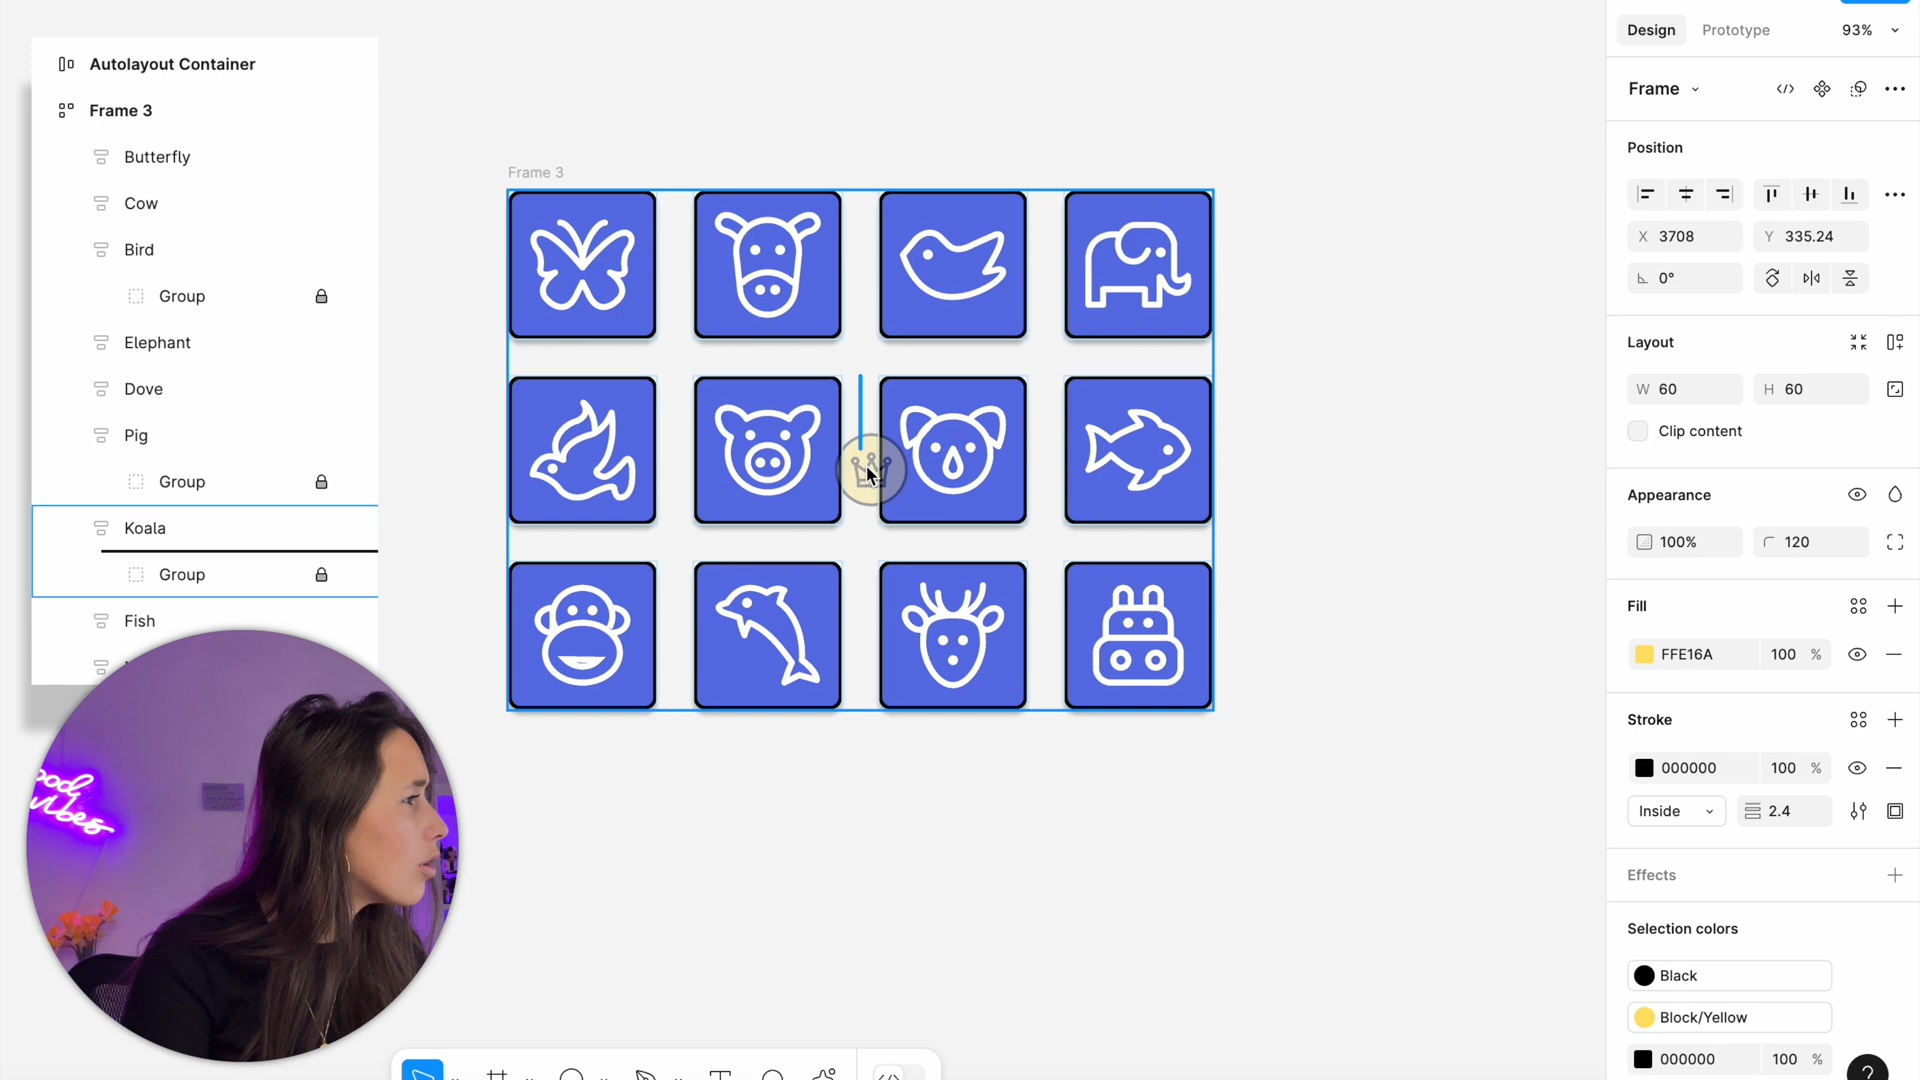 Autolayout Container
Frame 3
Butterfly
Cow
Bird
Group
Elephant
Dove
Pig
Group
Koala
Group
Fish
good
vibes
Frame 3
Design Prototype 93%
Frame
Position
X 3708 Y 335.24
0°
Layout
W 60 H 60
Clip content
Appearance
100% 120
Fill
FFE16A 100 %
Stroke
000000 100 %
Inside 2.4
Effects
Selection colors
Black
Block/Yellow
000000 100 %
?